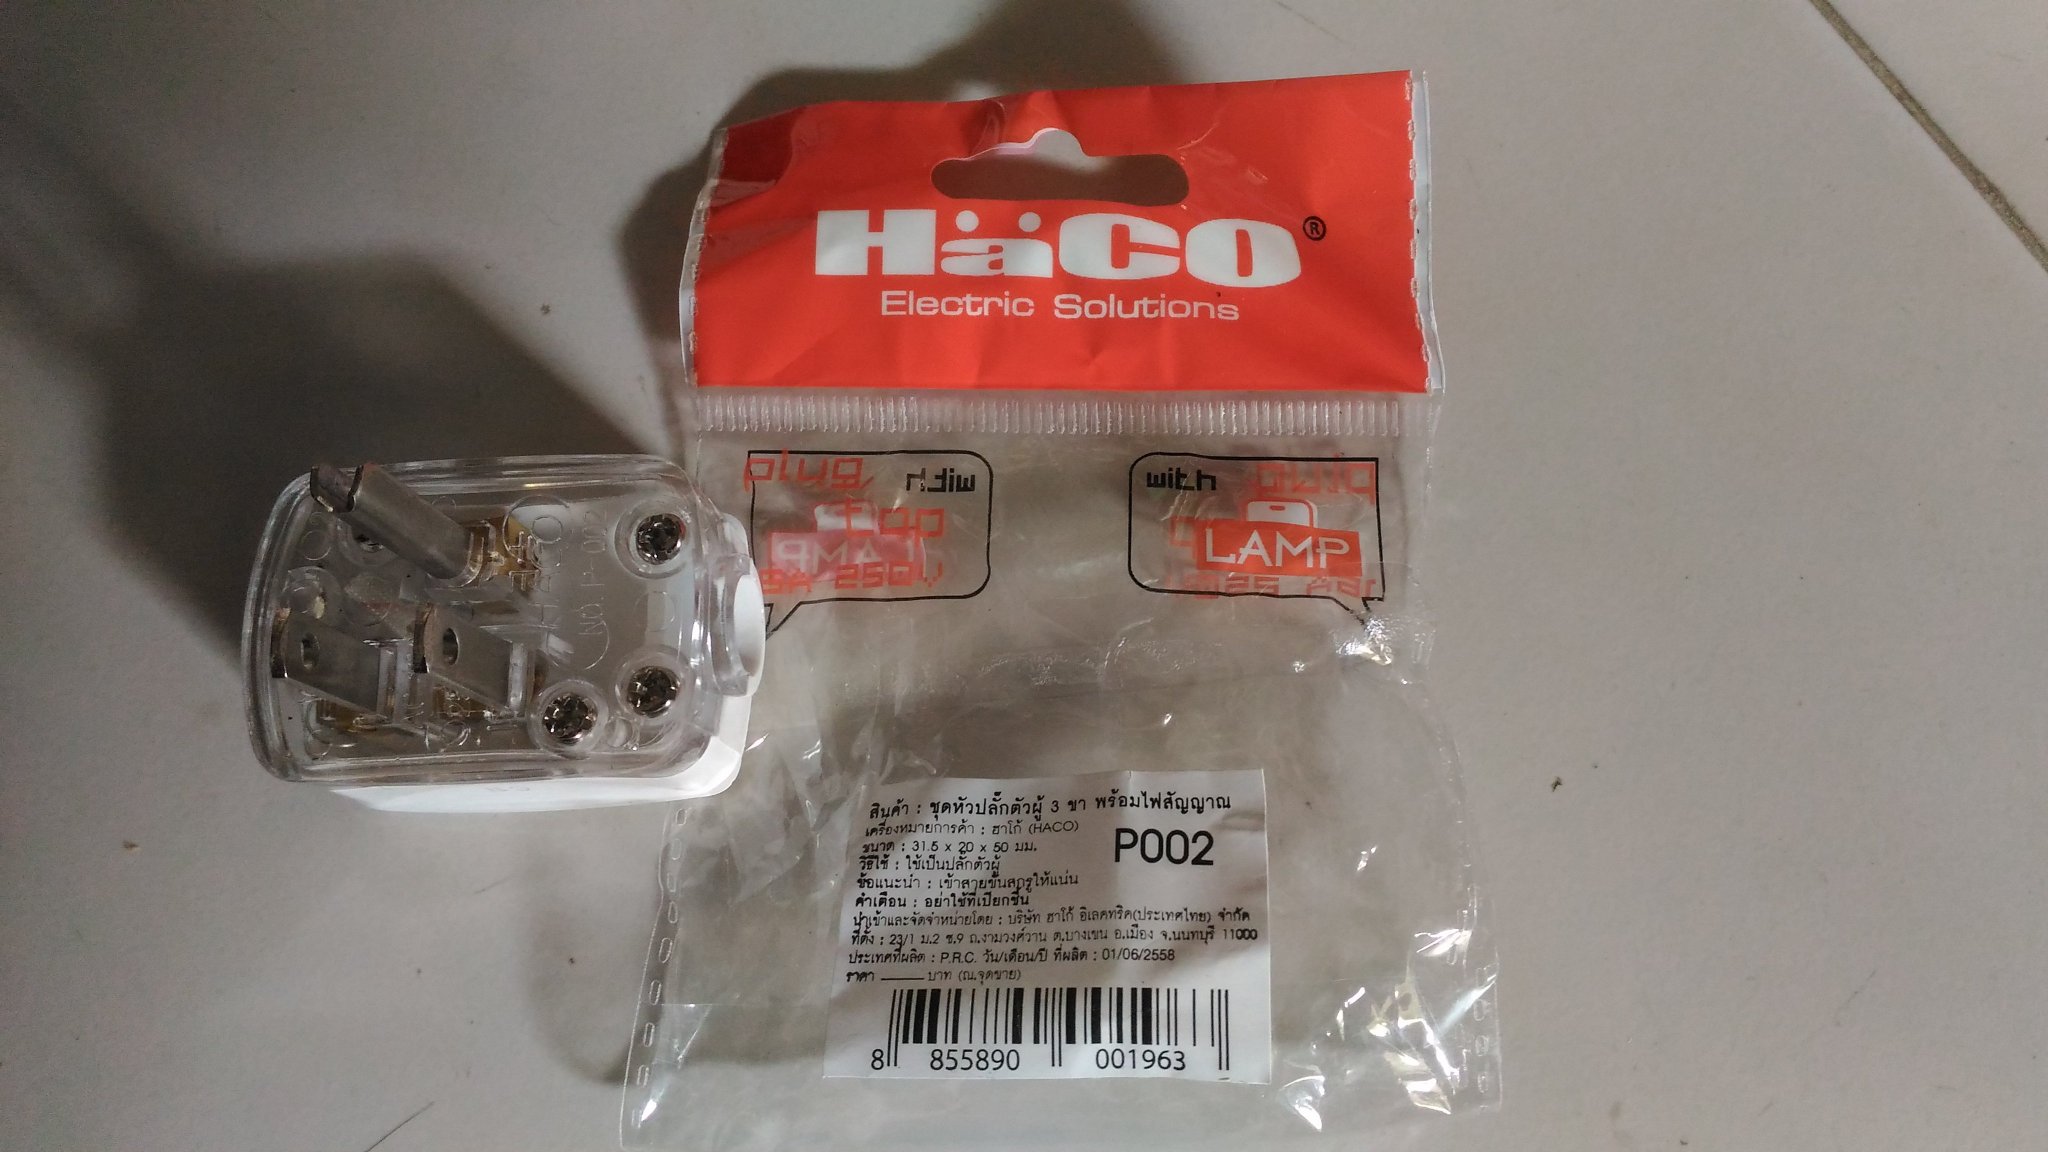 HäCO®
Electric Solutions
plug
with
with
LAMP
LAMP
250V
HACO
NO.P-002
สินค้า : ชุดหัวปลั๊กตัวผู้ 3 ขา พร้อมไฟสัญญาณ
เครื่องหมายการค้า : ฮาโก้ (HACO)
P002
ขนาด : 31.5 x 20 x 50 มม.
วิธีใช้ : ใช้เป็นปลั๊กตัวผู้
ข้อแนะนำ : เข้าสายขันสกรูให้แน่น
คำเตือน : อย่าใช้ที่เปียกชื้น
นำเข้าและจัดจำหน่ายโดย : บริษัท ฮาโก้ อิเลคทริค(ประเทศไทย) จำกัด
ที่ตั้ง : 23/1 ม.2 ซ.9 ถ.งามวงศ์วาน ต.บางเขน อ.เมือง จ.นนทบุรี 11000
ประเทศที่ผลิต : P.R.C. วัน/เดือน/ปี ที่ผลิต : 01/06/2558
ราคา ——— บาท (ณ.จุดขาย)
8 855890 001963